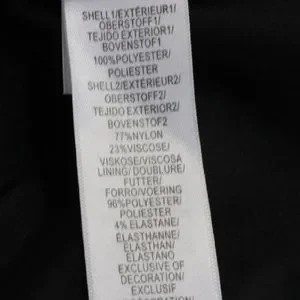 SHELL1/EXTÉRIEUR1/
OBERSTOFF1/
TEJIDO EXTERIOR1/
BOVENSTOF1
100%POLYESTER/
POLIESTER
SHELL2/EXTÉRIEUR2/
OBERSTOFF2/
TEJIDO EXTERIOR2/
BOVENSTOF2
77%NYLON
23%VISCOSE/
VISKOSE/VISCOSA
LINING/DOUBLURE/
FUTTER/
FORRO/VOERING
96%POLYESTER/
POLIESTER
4% ELASTANE/
ÉLASTHANNE/
ELASTHAN/
ELASTANO
EXCLUSIVE OF
DECORATION/
EXCLUSIF